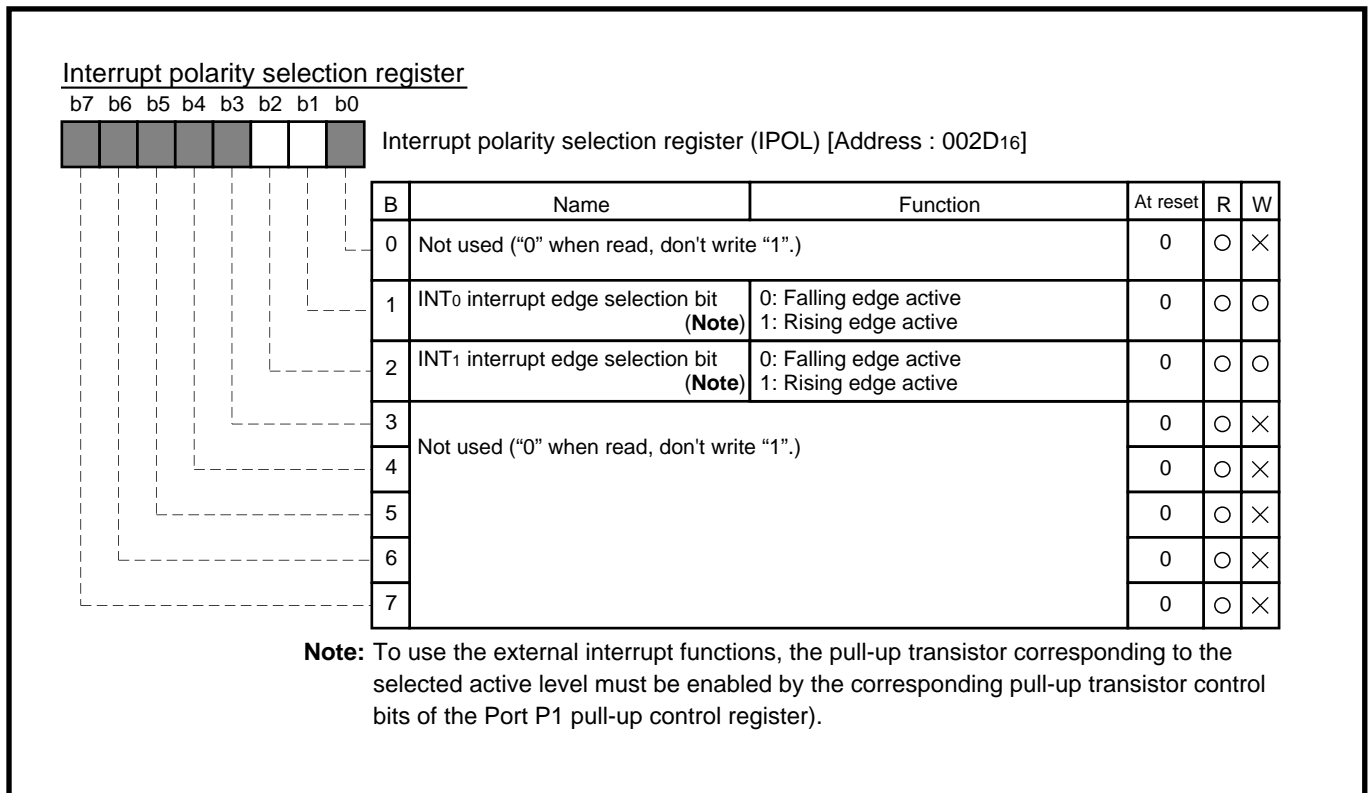 Interrupt polarity selection register
b7 b6 b5 b4 b3 b2 b1 b0
Interrupt polarity selection register (IPOL) [Address : 002D16]
B Name Function At reset R W
0 Not used (“0” when read, don't write “1”.) 0 ○ ×
1 INT0 interrupt edge selection bit 0: Falling edge active 0 ○ ○
(Note) 1: Rising edge active
2 INT1 interrupt edge selection bit 0: Falling edge active 0 ○ ○
(Note) 1: Rising edge active
3 0 ○ ×
Not used (“0” when read, don't write “1”.)
4 0 ○ ×
5 0 ○ ×
6 0 ○ ×
7 0 ○ ×
Note: To use the external interrupt functions, the pull-up transistor corresponding to the
selected active level must be enabled by the corresponding pull-up transistor control
bits of the Port P1 pull-up control register).